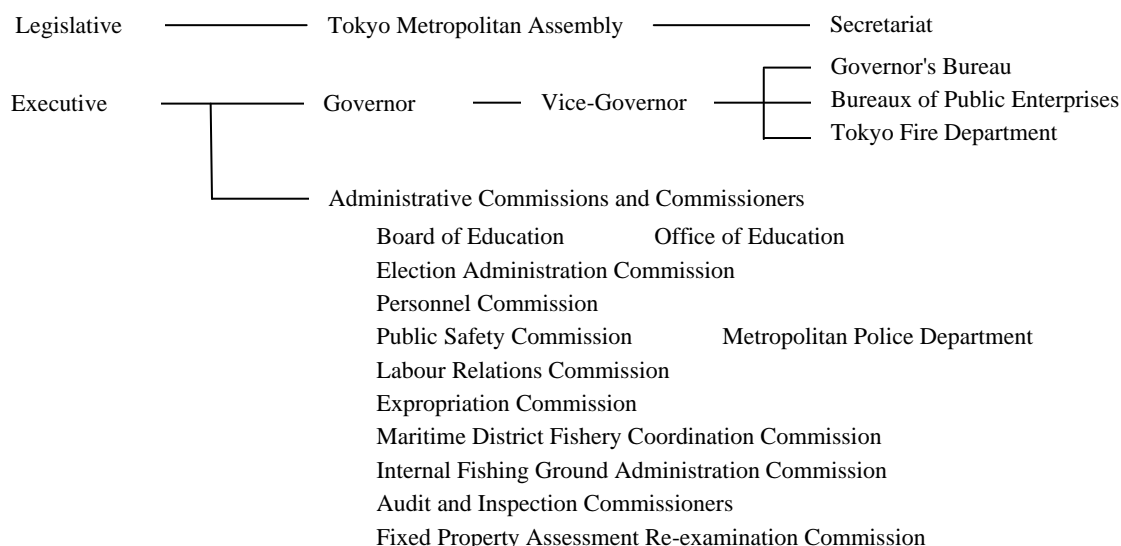 Legislative Tokyo Metropolitan Assembly Secretariat
Governor's Bureau
Executive Governor Vice-Governor Bureaux of Public Enterprises
Tokyo Fire Department
Administrative Commissions and Commissioners
Board of Education Office of Education
Election Administration Commission
Personnel Commission
Public Safety Commission Metropolitan Police Department
Labour Relations Commission
Expropriation Commission
Maritime District Fishery Coordination Commission
Internal Fishing Ground Administration Commission
Audit and Inspection Commissioners
Fixed Property Assessment Re-examination Commission